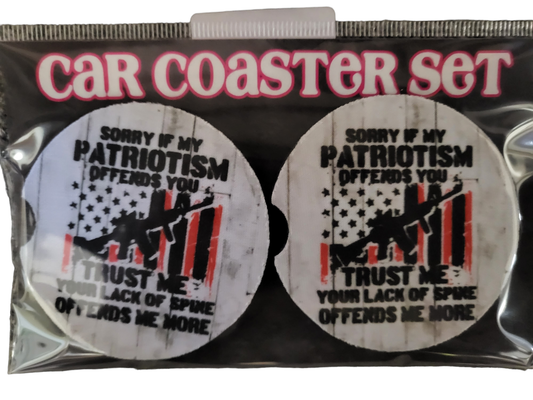 CAR COASTER SET
SORRY IF MY
PATRIOTISM
OFFENDS YOU
TRUST ME
YOUR LACK OF SPINE
OFFENDS ME MORE
SORRY IF MY
PATRIOTISM
OFFENDS YOU
TRUST ME
YOUR LACK OF SPINE
OFFENDS ME MORE